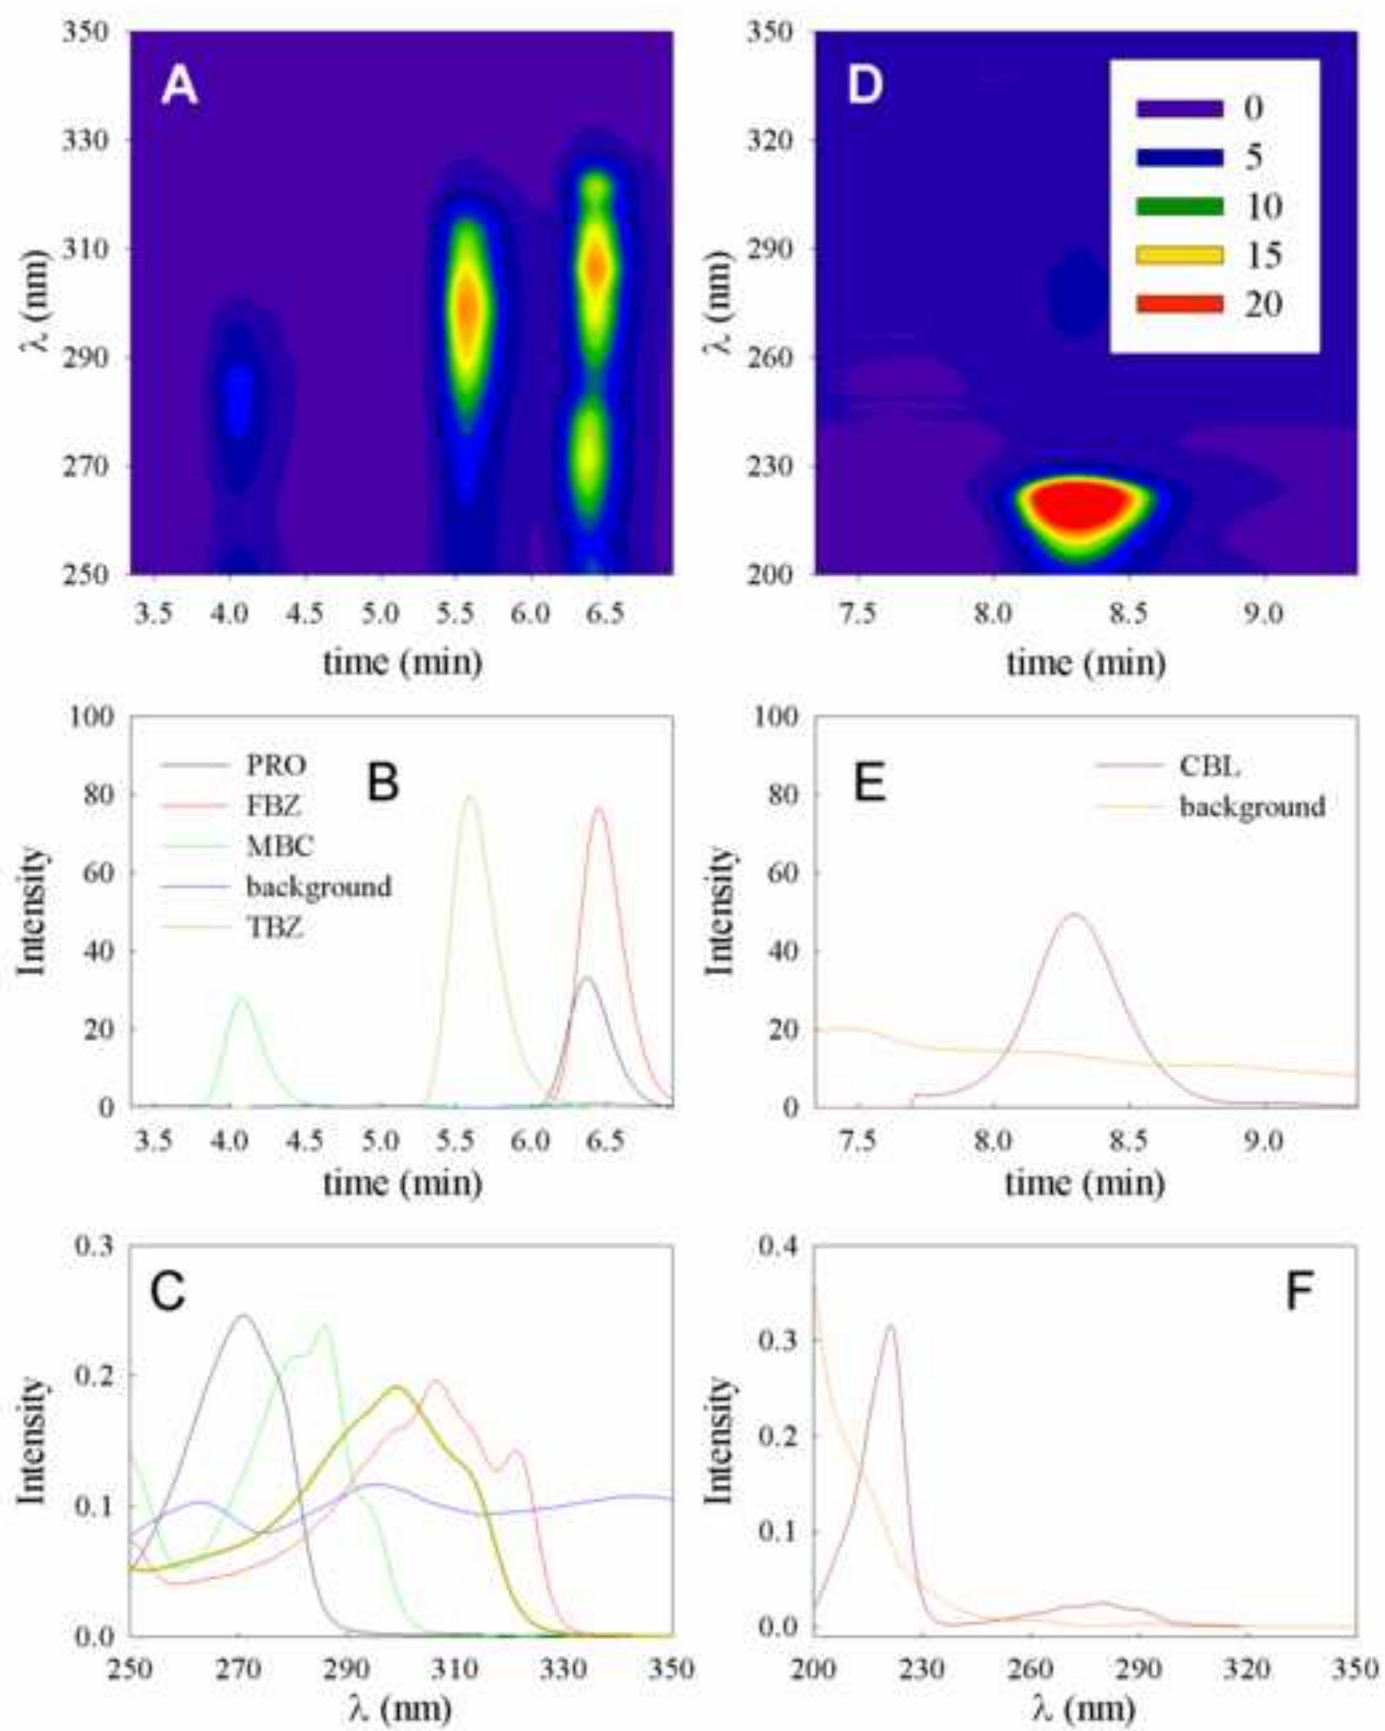 A
350
330
310
290
270
250
λ (nm)
3.5 4.0 4.5 5.0 5.5 6.0 6.5
time (min)
D
350
320
290
260
230
200
λ (nm)
0
5
10
15
20
7.5 8.0 8.5 9.0
time (min)
B
100
80
60
40
20
0
Intensity
PRO
FBZ
MBC
background
TBZ
3.5 4.0 4.5 5.0 5.5 6.0 6.5
time (min)
E
100
80
60
40
20
0
Intensity
CBL
background
7.5 8.0 8.5 9.0
time (min)
C
0.3
0.2
0.1
0.0
Intensity
250 270 290 310 330 350
λ (nm)
F
0.4
0.3
0.2
0.1
0.0
Intensity
200 230 260 290 320 350
λ (nm)